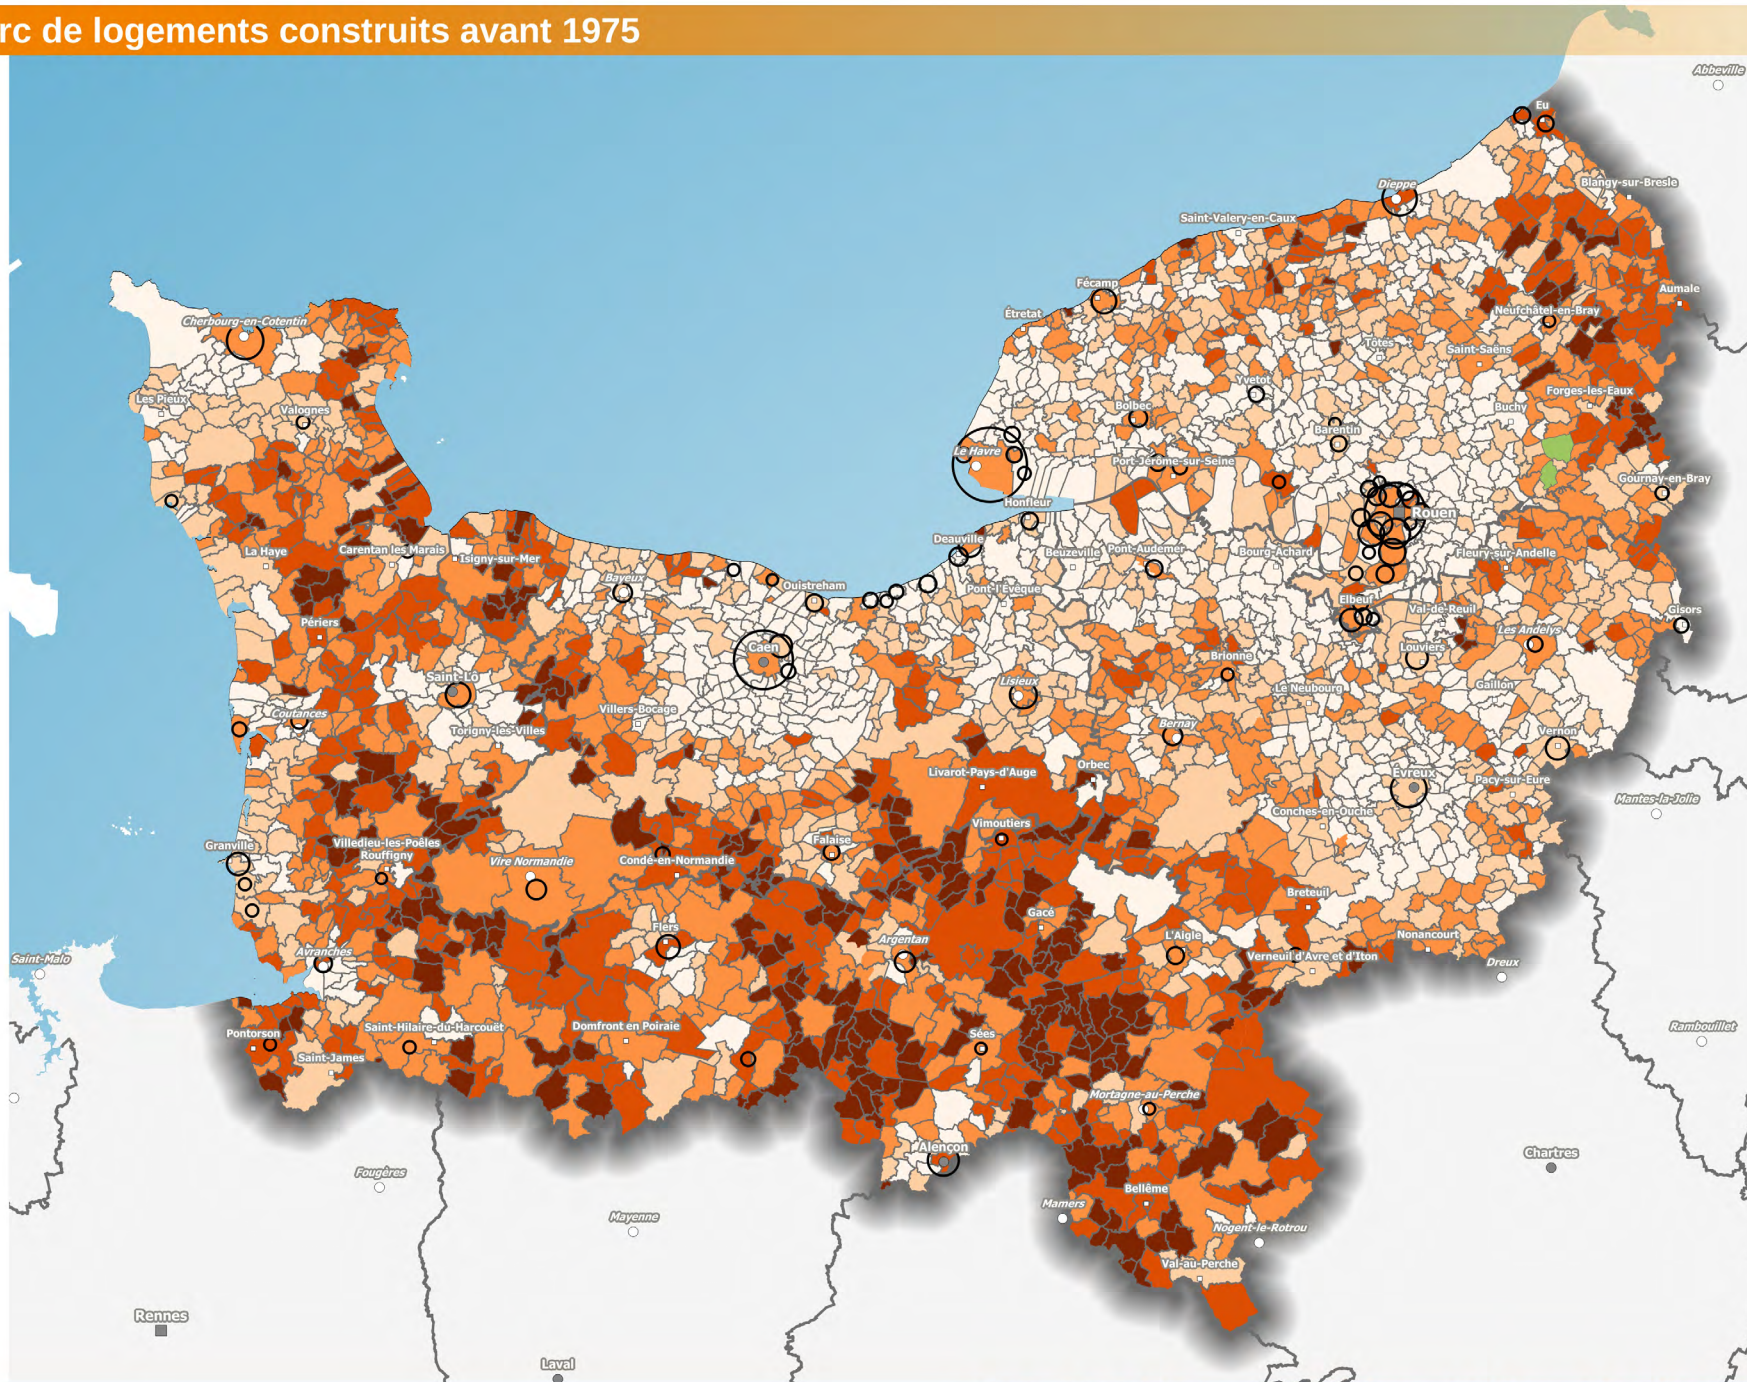 rc de logements construits avant 1975
Abbeville
Eu
Blangy-sur-Bresle
Dieppe
Saint-Valery-en-Caux
Fécamp
Aumale
Étretat
Neufchâtel-en-Bray
Cherbourg-en-Cotentin
Tôtes
Saint-Saëns
Yvetot
Forges-les-Eaux
Les Pieux
Valognes
Bolbec
Buchy
Barentin
Le Havre
Port-Jérôme-sur-Seine
Gournay-en-Bray
Honfleur
Rouen
Deauville
La Haye
Carentan les Marais
Isigny-sur-Mer
Beuzeville
Pont-Audemer
Bourg-Achard
Fleury-sur-Andelle
Bayeux
Ouistreham
Pont-l'Évêque
Elbeuf
Val-de-Reuil
Gisors
Périers
Les Andelys
Caen
Louviers
Brionne
Saint-Lô
Lisieux
Le Neubourg
Gaillon
Coutances
Villers-Bocage
Torigny-les-Villes
Bernay
Vernon
Livarot-Pays-d'Auge
Orbec
Évreux
Pacy-sur-Eure
Mantes-la-Jolie
Conches-en-Ouche
Vimoutiers
Granville
Villedieu-les-Poêles
Rouffigny
Falaise
Vire Normandie
Condé-en-Normandie
Breteuil
Gacé
Flers
Argentan
L'Aigle
Nonancourt
Saint-Malo
Avranches
Verneuil d'Avre et d'Iton
Dreux
Pontorson
Saint-Hilaire-du-Harcouët
Domfront en Poiraie
Sées
Rambouillet
Saint-James
Mortagne-au-Perche
Alençon
Chartres
Fougères
Bellême
Mamers
Mayenne
Nogent-le-Rotrou
Val-au-Perche
Rennes
Laval